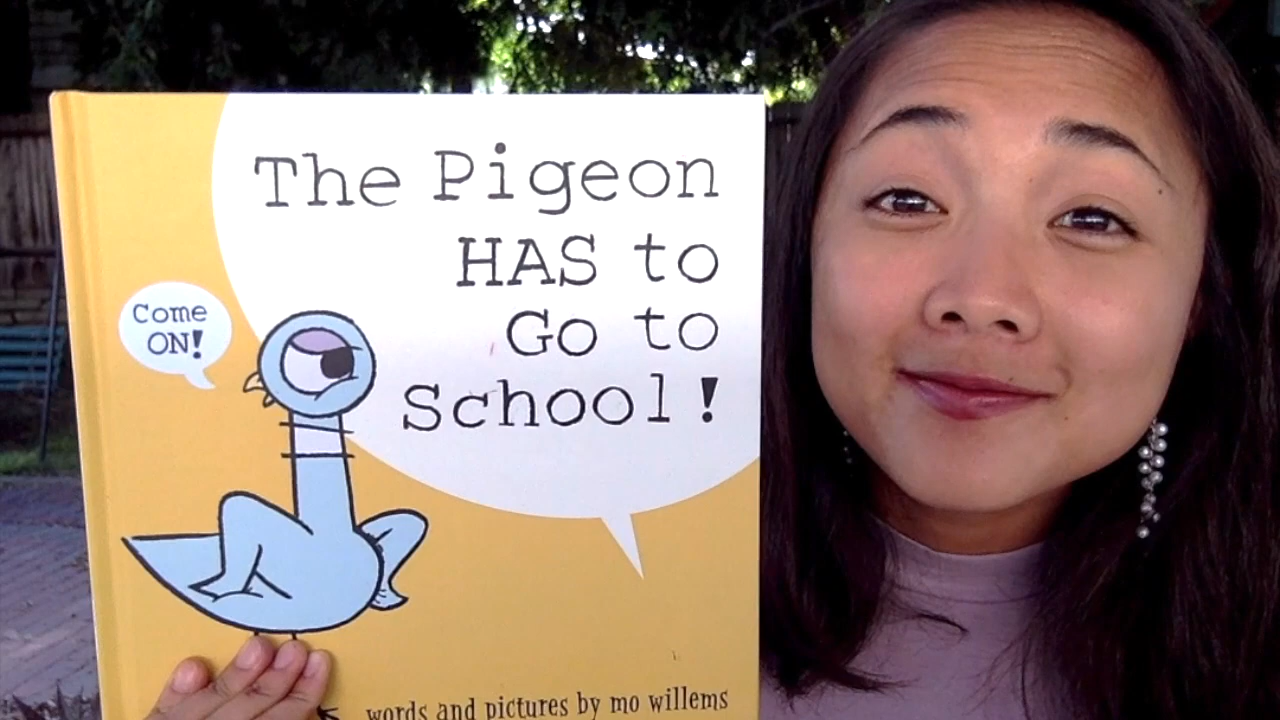 The Pigeon
HAS to
Go to
School!
Come
ON!
words and pictures by mo willems